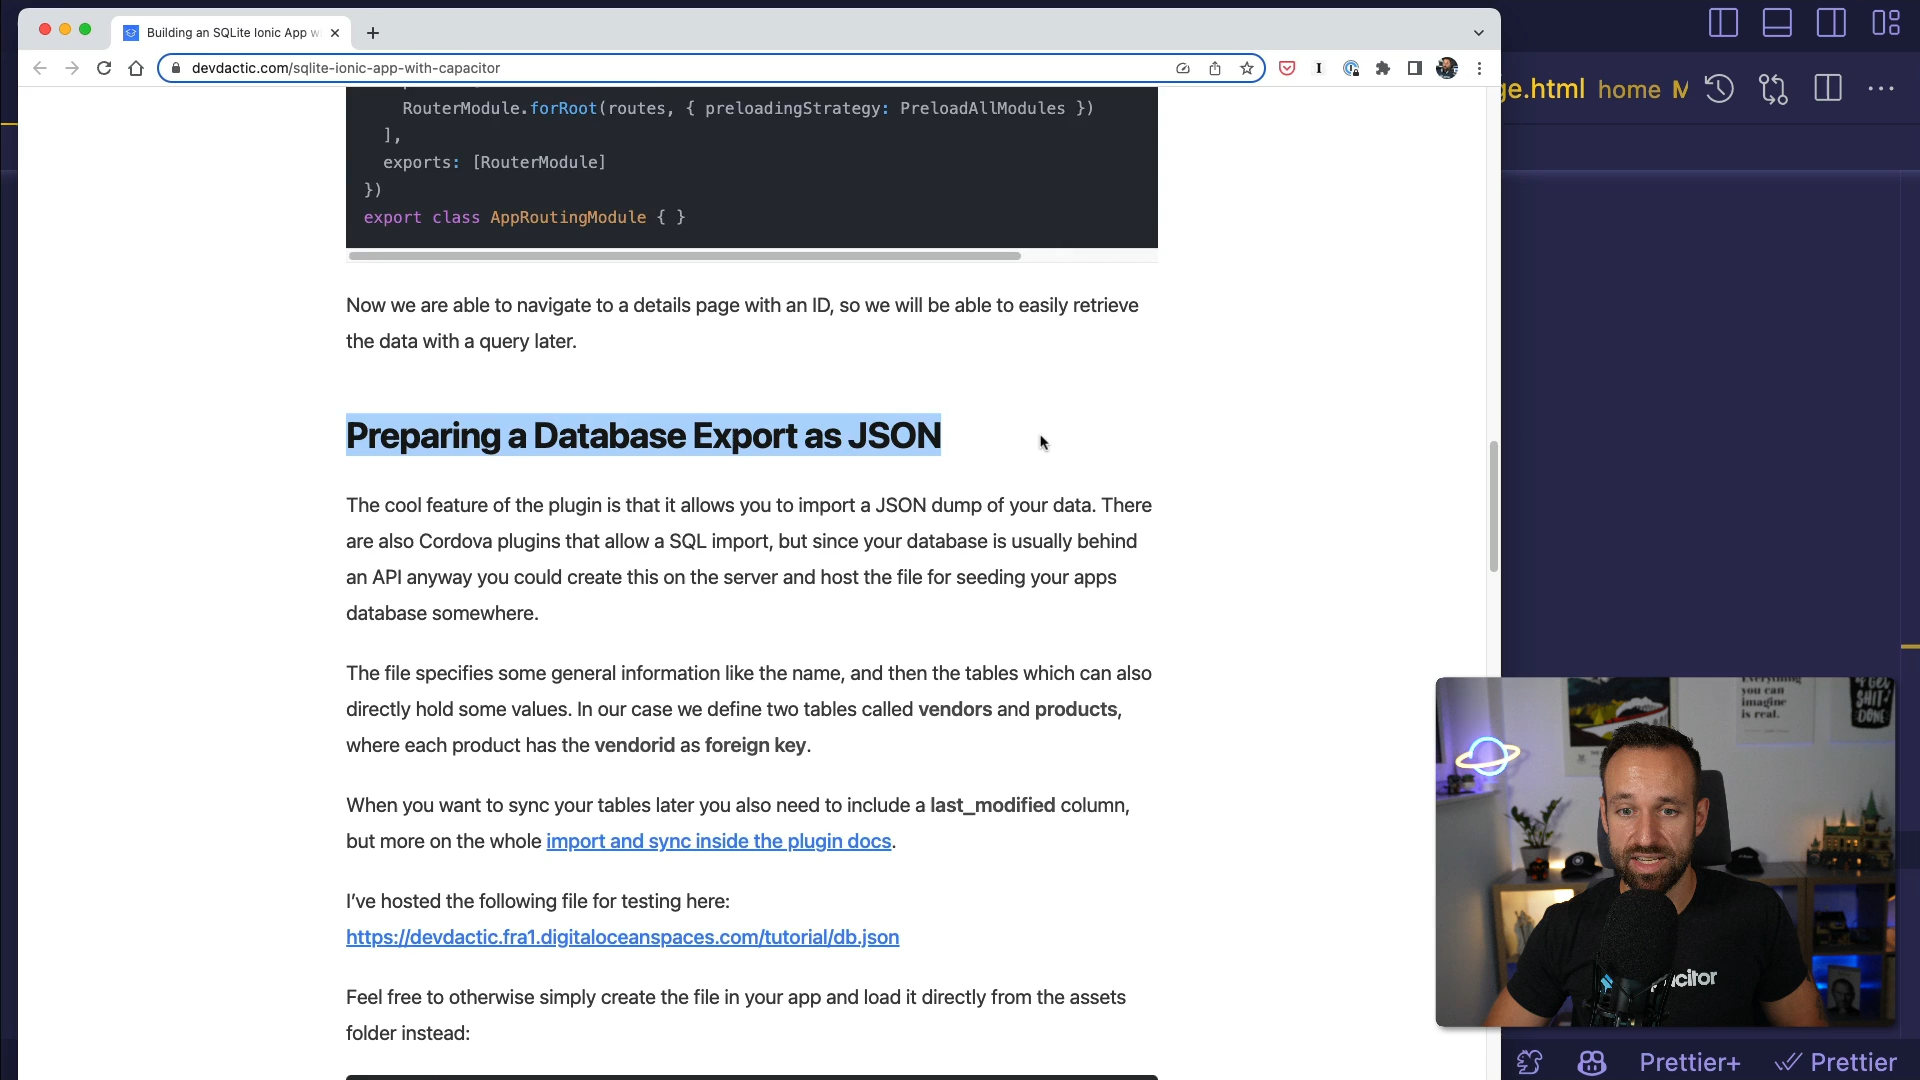 Building an SQLite Ionic App w
devdactic.com/sqlite-ionic-app-with-capacitor
ge.html home M
RouterModule.forRoot(routes, { preloadingStrategy: PreloadAllModules })
],
exports: [RouterModule]
})
export class AppRoutingModule { }
Now we are able to navigate to a details page with an ID, so we will be able to easily retrieve
the data with a query later.
Preparing a Database Export as JSON
The cool feature of the plugin is that it allows you to import a JSON dump of your data. There
are also Cordova plugins that allow a SQL import, but since your database is usually behind
an API anyway you could create this on the server and host the file for seeding your apps
database somewhere.
The file specifies some general information like the name, and then the tables which can also
directly hold some values. In our case we define two tables called vendors and products,
where each product has the vendorid as foreign key.
When you want to sync your tables later you also need to include a last_modified column,
but more on the whole import and sync inside the plugin docs.
I've hosted the following file for testing here:
https://devdactic.fra1.digitaloceanspaces.com/tutorial/db.json
Feel free to otherwise simply create the file in your app and load it directly from the assets
folder instead:
Everything
you can
imagine
is real.
SHIT
DONE
citor
Prettier+
Prettier